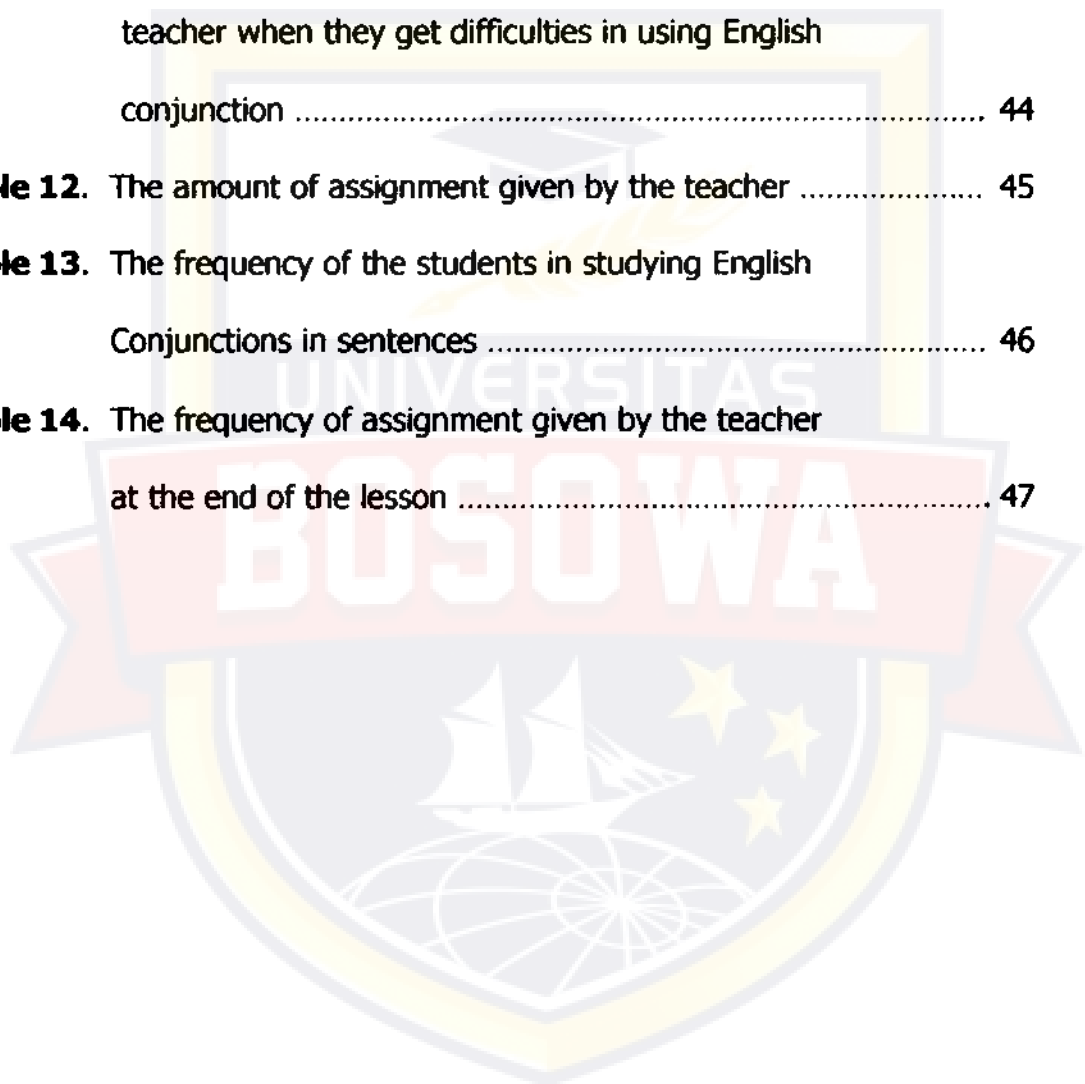 teacher when they get difficulties in using English
conjunction ........................................................................... 44
le 12. The amount of assignment given by the teacher .................... 45
le 13. The frequency of the students in studying English
Conjunctions in sentences ...................................................... 46
le 14. The frequency of assignment given by the teacher
at the end of the lesson ......................................................... 47
UNIVERSITAS
BOSOWA